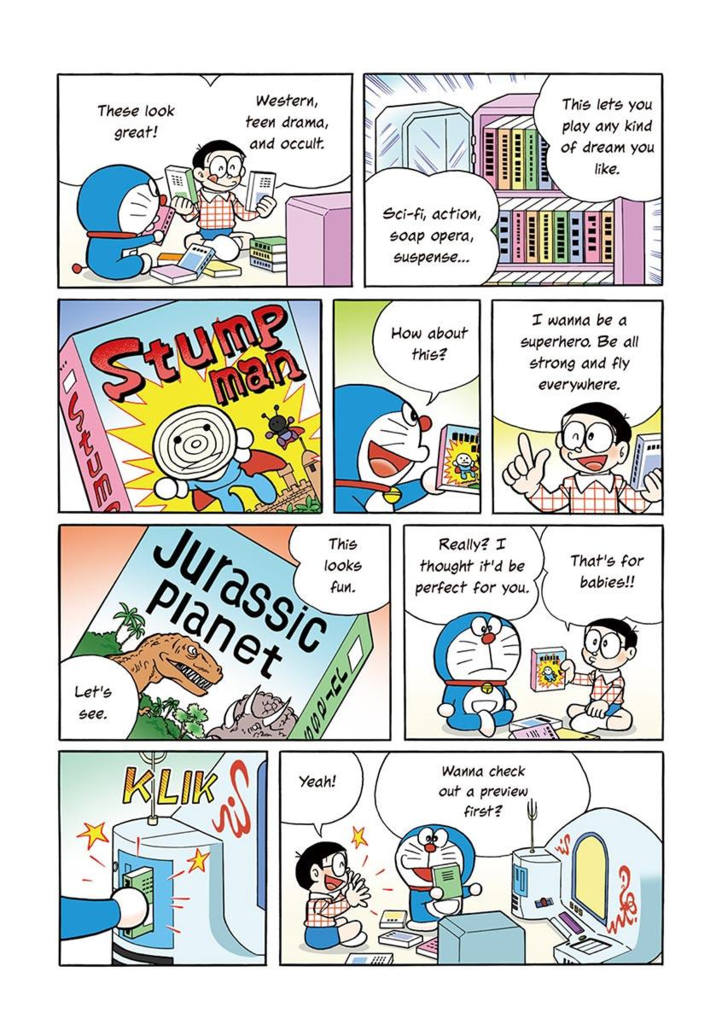 This lets you
play any kind
of dream you
like.
Sci-fi, action,
soap opera,
suspense...
Western,
teen drama,
and occult.
These look
great!
I wanna be a
superhero. Be all
strong and fly
everywhere.
How about
this?
Stump
man
That's for
babies!!
Really? I
thought it'd be
perfect for you.
This
looks
fun.
Jurassic
planet
Let's
see.
Wanna check
out a preview
first?
Yeah!
KLIK